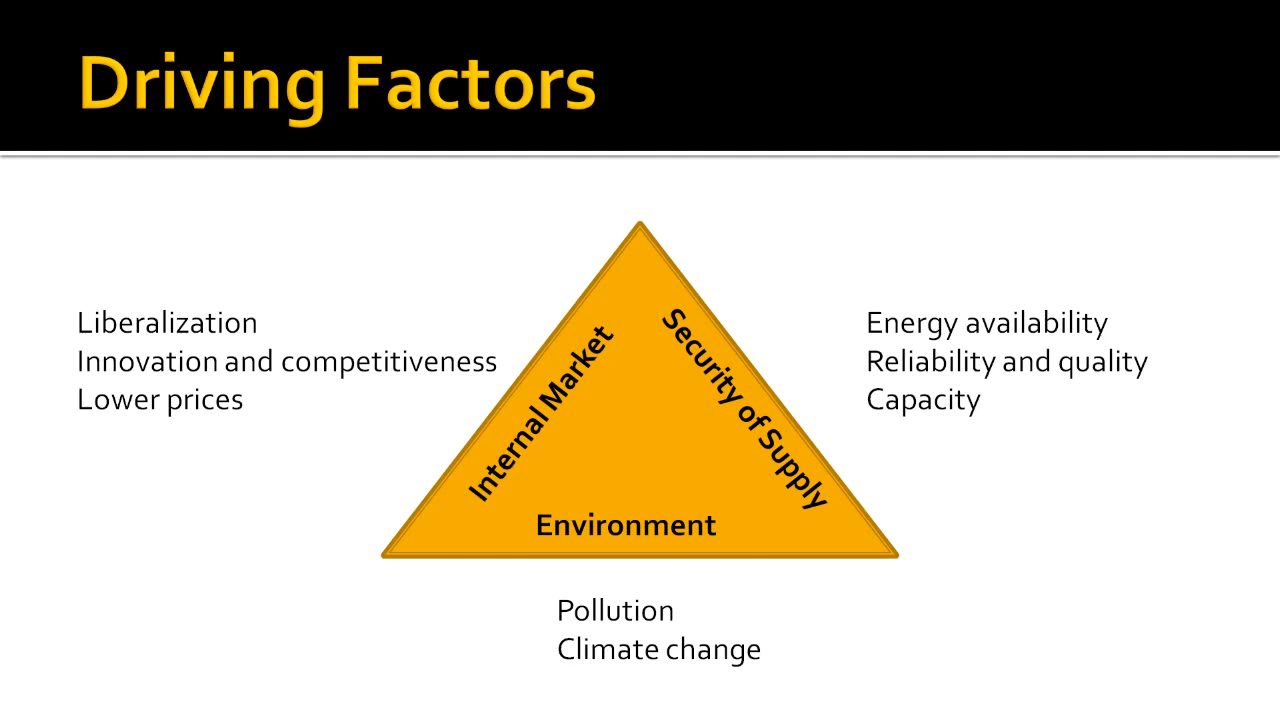 Driving Factors
Liberalization
Innovation and competitiveness
Lower prices
Internal Market
Security of Supply
Environment
Energy availability
Reliability and quality
Capacity
Pollution
Climate change